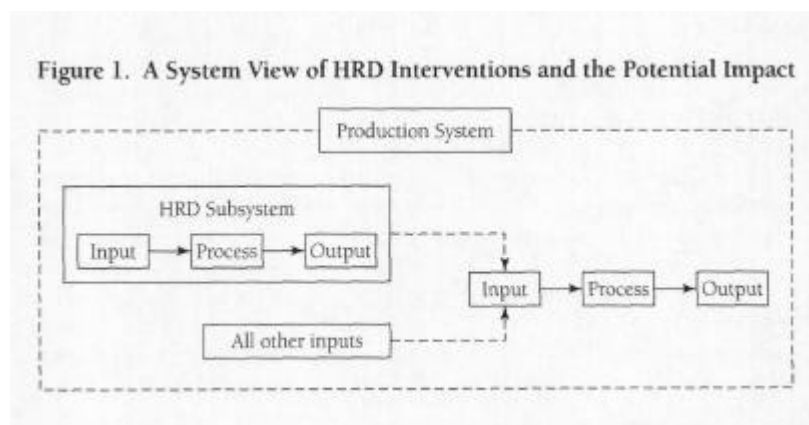 Figure 1. A System View of HRD Interventions and the Potential Impact
Production System
HRD Subsystem
Input
Process
Output
Input
Process
Output
All other inputs